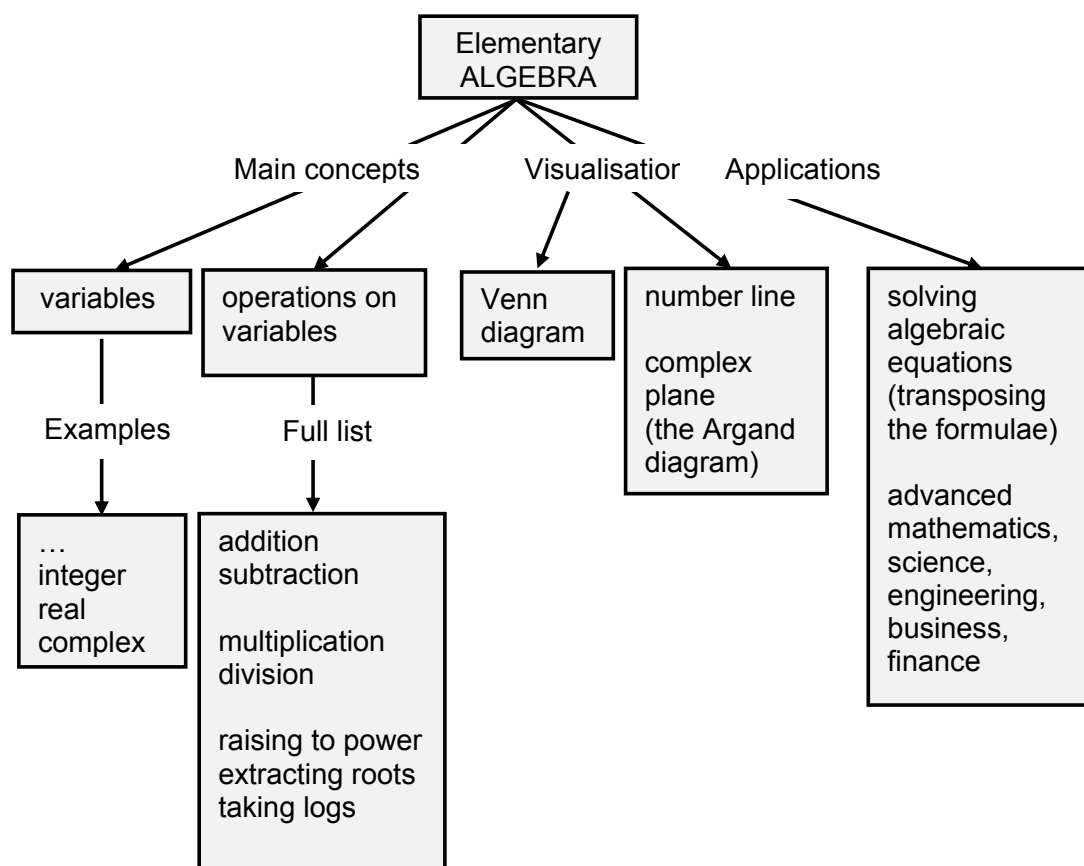 Elementary
ALGEBRA
Main concepts
Visualisatior
Applications
variables
operations on
variables
Venn
diagram
number line
complex
plane
(the Argand
diagram)
solving
algebraic
equations
(transposing
the formulae)
advanced
mathematics,
science,
engineering,
business,
finance
Examples
Full list
…
integer
real
complex
addition
subtraction
multiplication
division
raising to power
extracting roots
taking logs